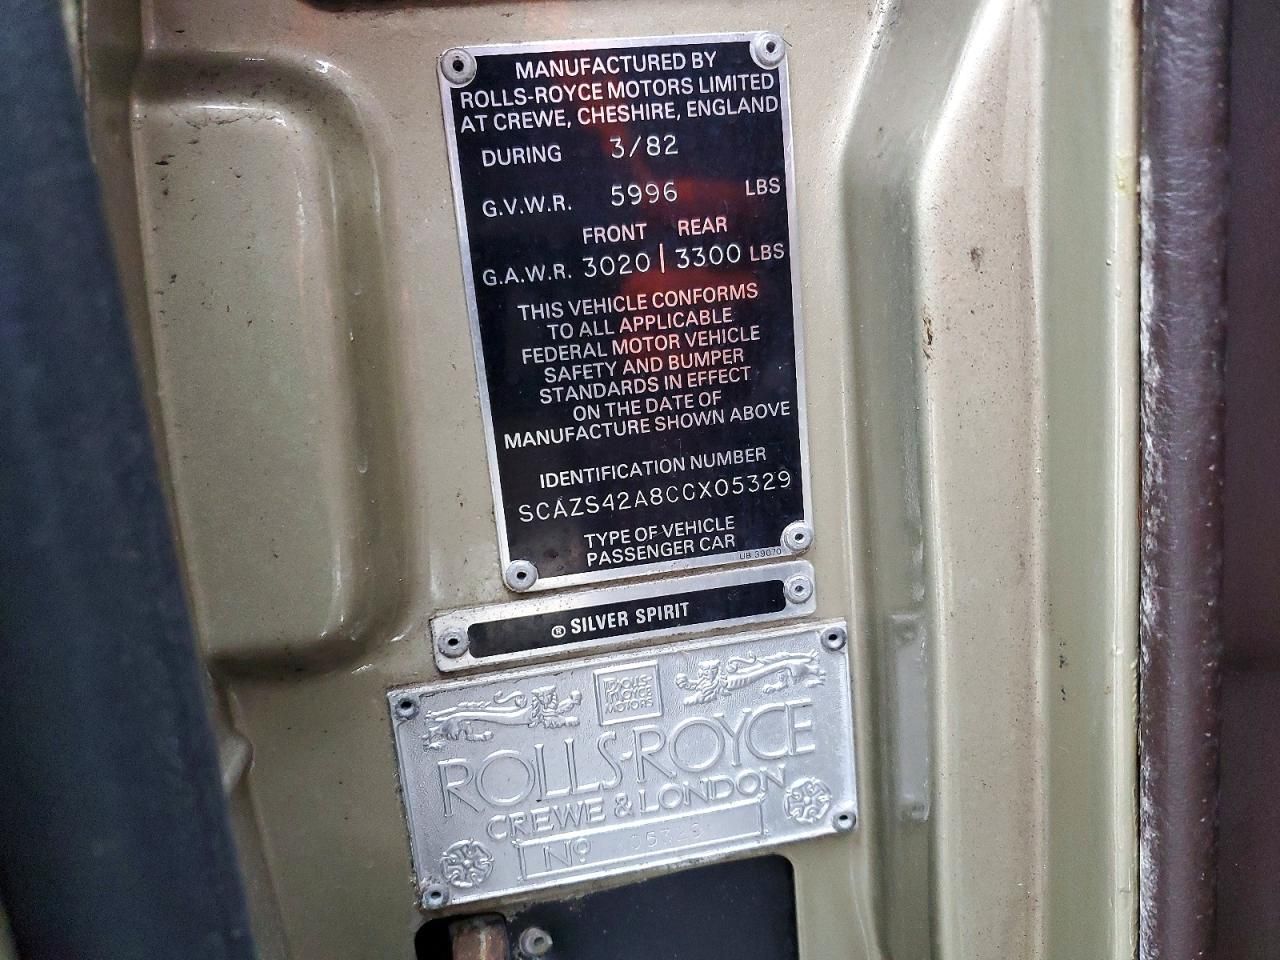 MANUFACTURED BY
ROLLS-ROYCE MOTORS LIMITED
AT CREWE, CHESHIRE, ENGLAND
DURING 3/82
G.V.W.R. 5996 LBS
FRONT REAR
G.A.W.R. 3020 | 3300 LBS
THIS VEHICLE CONFORMS
TO ALL APPLICABLE
FEDERAL MOTOR VEHICLE
SAFETY AND BUMPER
STANDARDS IN EFFECT
ON THE DATE OF
MANUFACTURE SHOWN ABOVE
IDENTIFICATION NUMBER
SCAZS42A8CCX05329
TYPE OF VEHICLE
PASSENGER CAR
UB 39070
® SILVER SPIRIT
ROLLS-
ROYCE
MOTORS
ROLLS-ROYCE
CREWE & LONDON
Nº